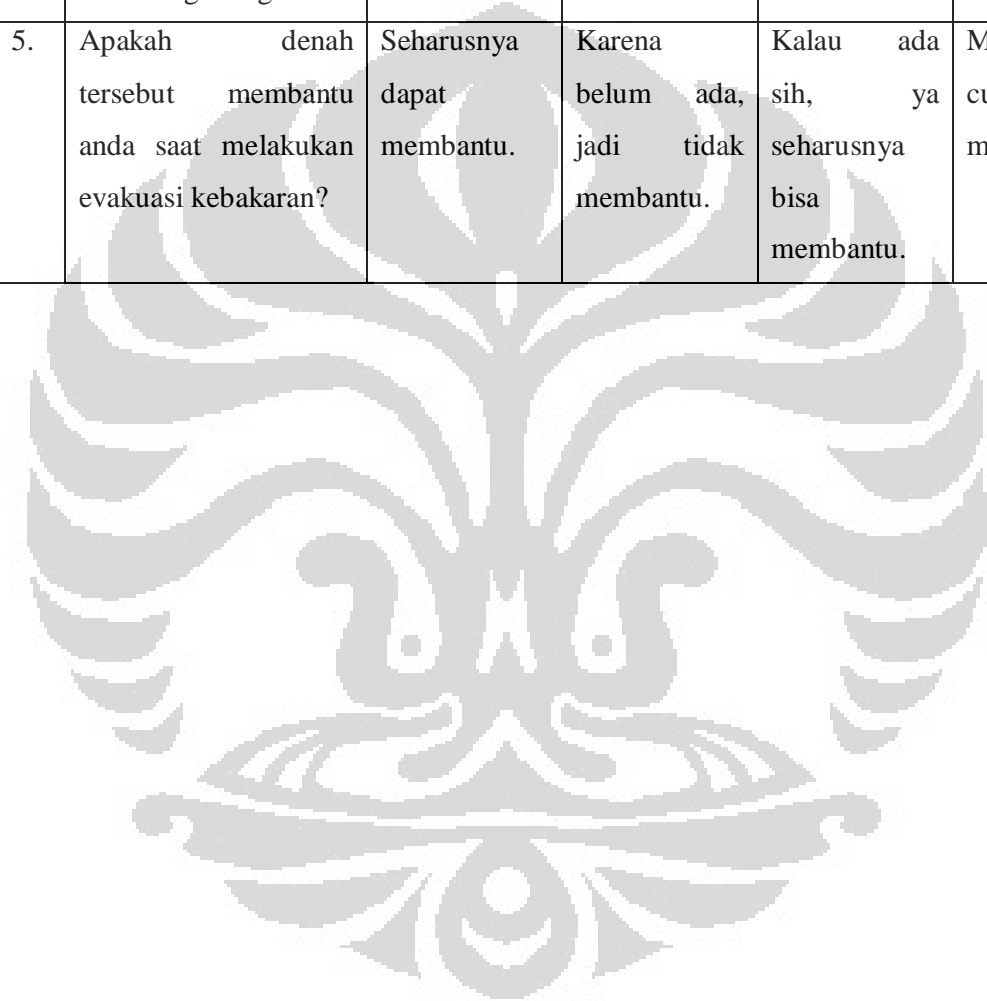 5. Apakah denah Seharusnya Karena Kalau ada
tersebut membantu dapat belum ada, sih, ya
anda saat melakukan membantu. jadi tidak seharusnya
evakuasi kebakaran? membantu. bisa
membantu.